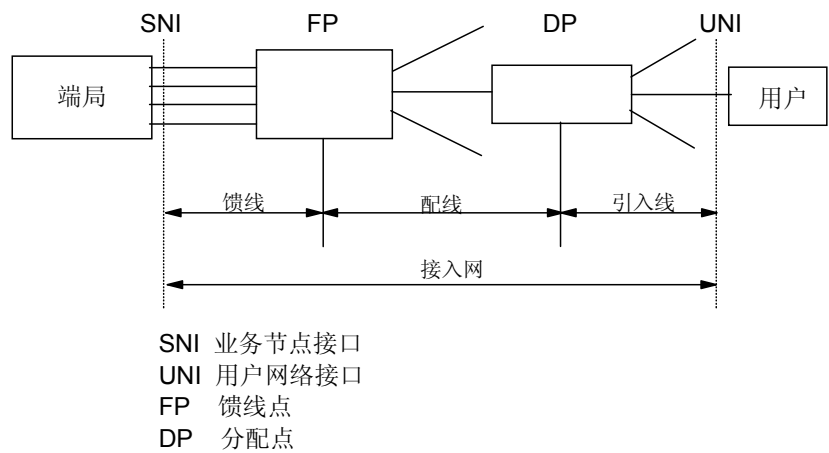 SNI FP DP UNI
端局 用户
馈线 配线 引入线
接入网
SNI 业务节点接口
UNI 用户网络接口
FP 馈线点
DP 分配点